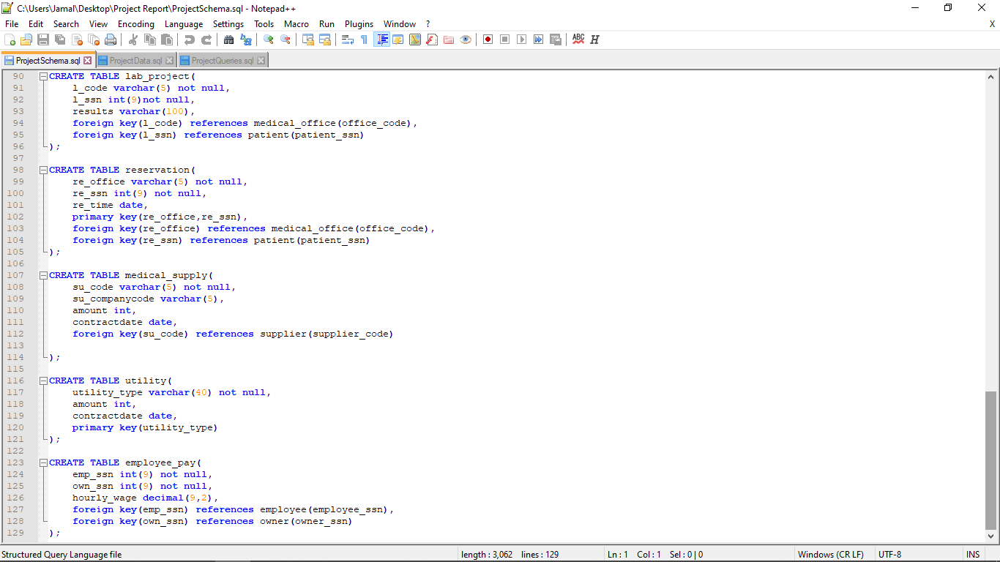 C:\Users\Jamal\Desktop\Project Report\ProjectSchema.sql - Notepad++
File Edit Search View Encoding Language Settings Tools Macro Run Plugins Window ? X
ProjectSchema.sql ProjectData.sql ProjectQueries.sql
90 CREATE TABLE lab_project(
91 l_code varchar(5) not null,
92 l_ssn int(9)not null,
93 results varchar(100),
94 foreign key(l_code) references medical_office(office_code),
95 foreign key(l_ssn) references patient(patient_ssn)
96 );
97
98 CREATE TABLE reservation(
99 re_office varchar(5) not null,
100 re_ssn int(9) not null,
101 re_time date,
102 primary key(re_office,re_ssn),
103 foreign key(re_office) references medical_office(office_code),
104 foreign key(re_ssn) references patient(patient_ssn)
105 );
106
107 CREATE TABLE medical_supply(
108 su_code varchar(5) not null,
109 su_companycode varchar(5),
110 amount int,
111 contractdate date,
112 foreign key(su_code) references supplier(supplier_code)
113
114 );
115
116 CREATE TABLE utility(
117 utility_type varchar(40) not null,
118 amount int,
119 contractdate date,
120 primary key(utility_type)
121 );
122
123 CREATE TABLE employee_pay(
124 emp_ssn int(9) not null,
125 own_ssn int(9) not null,
126 hourly_wage decimal(9,2),
127 foreign key(emp_ssn) references employee(employee_ssn),
128 foreign key(own_ssn) references owner(owner_ssn)
129 );
Structured Query Language file length : 3,062 lines : 129 Ln : 1 Col : 1 Sel : 0 | 0 Windows (CR LF) UTF-8 INS